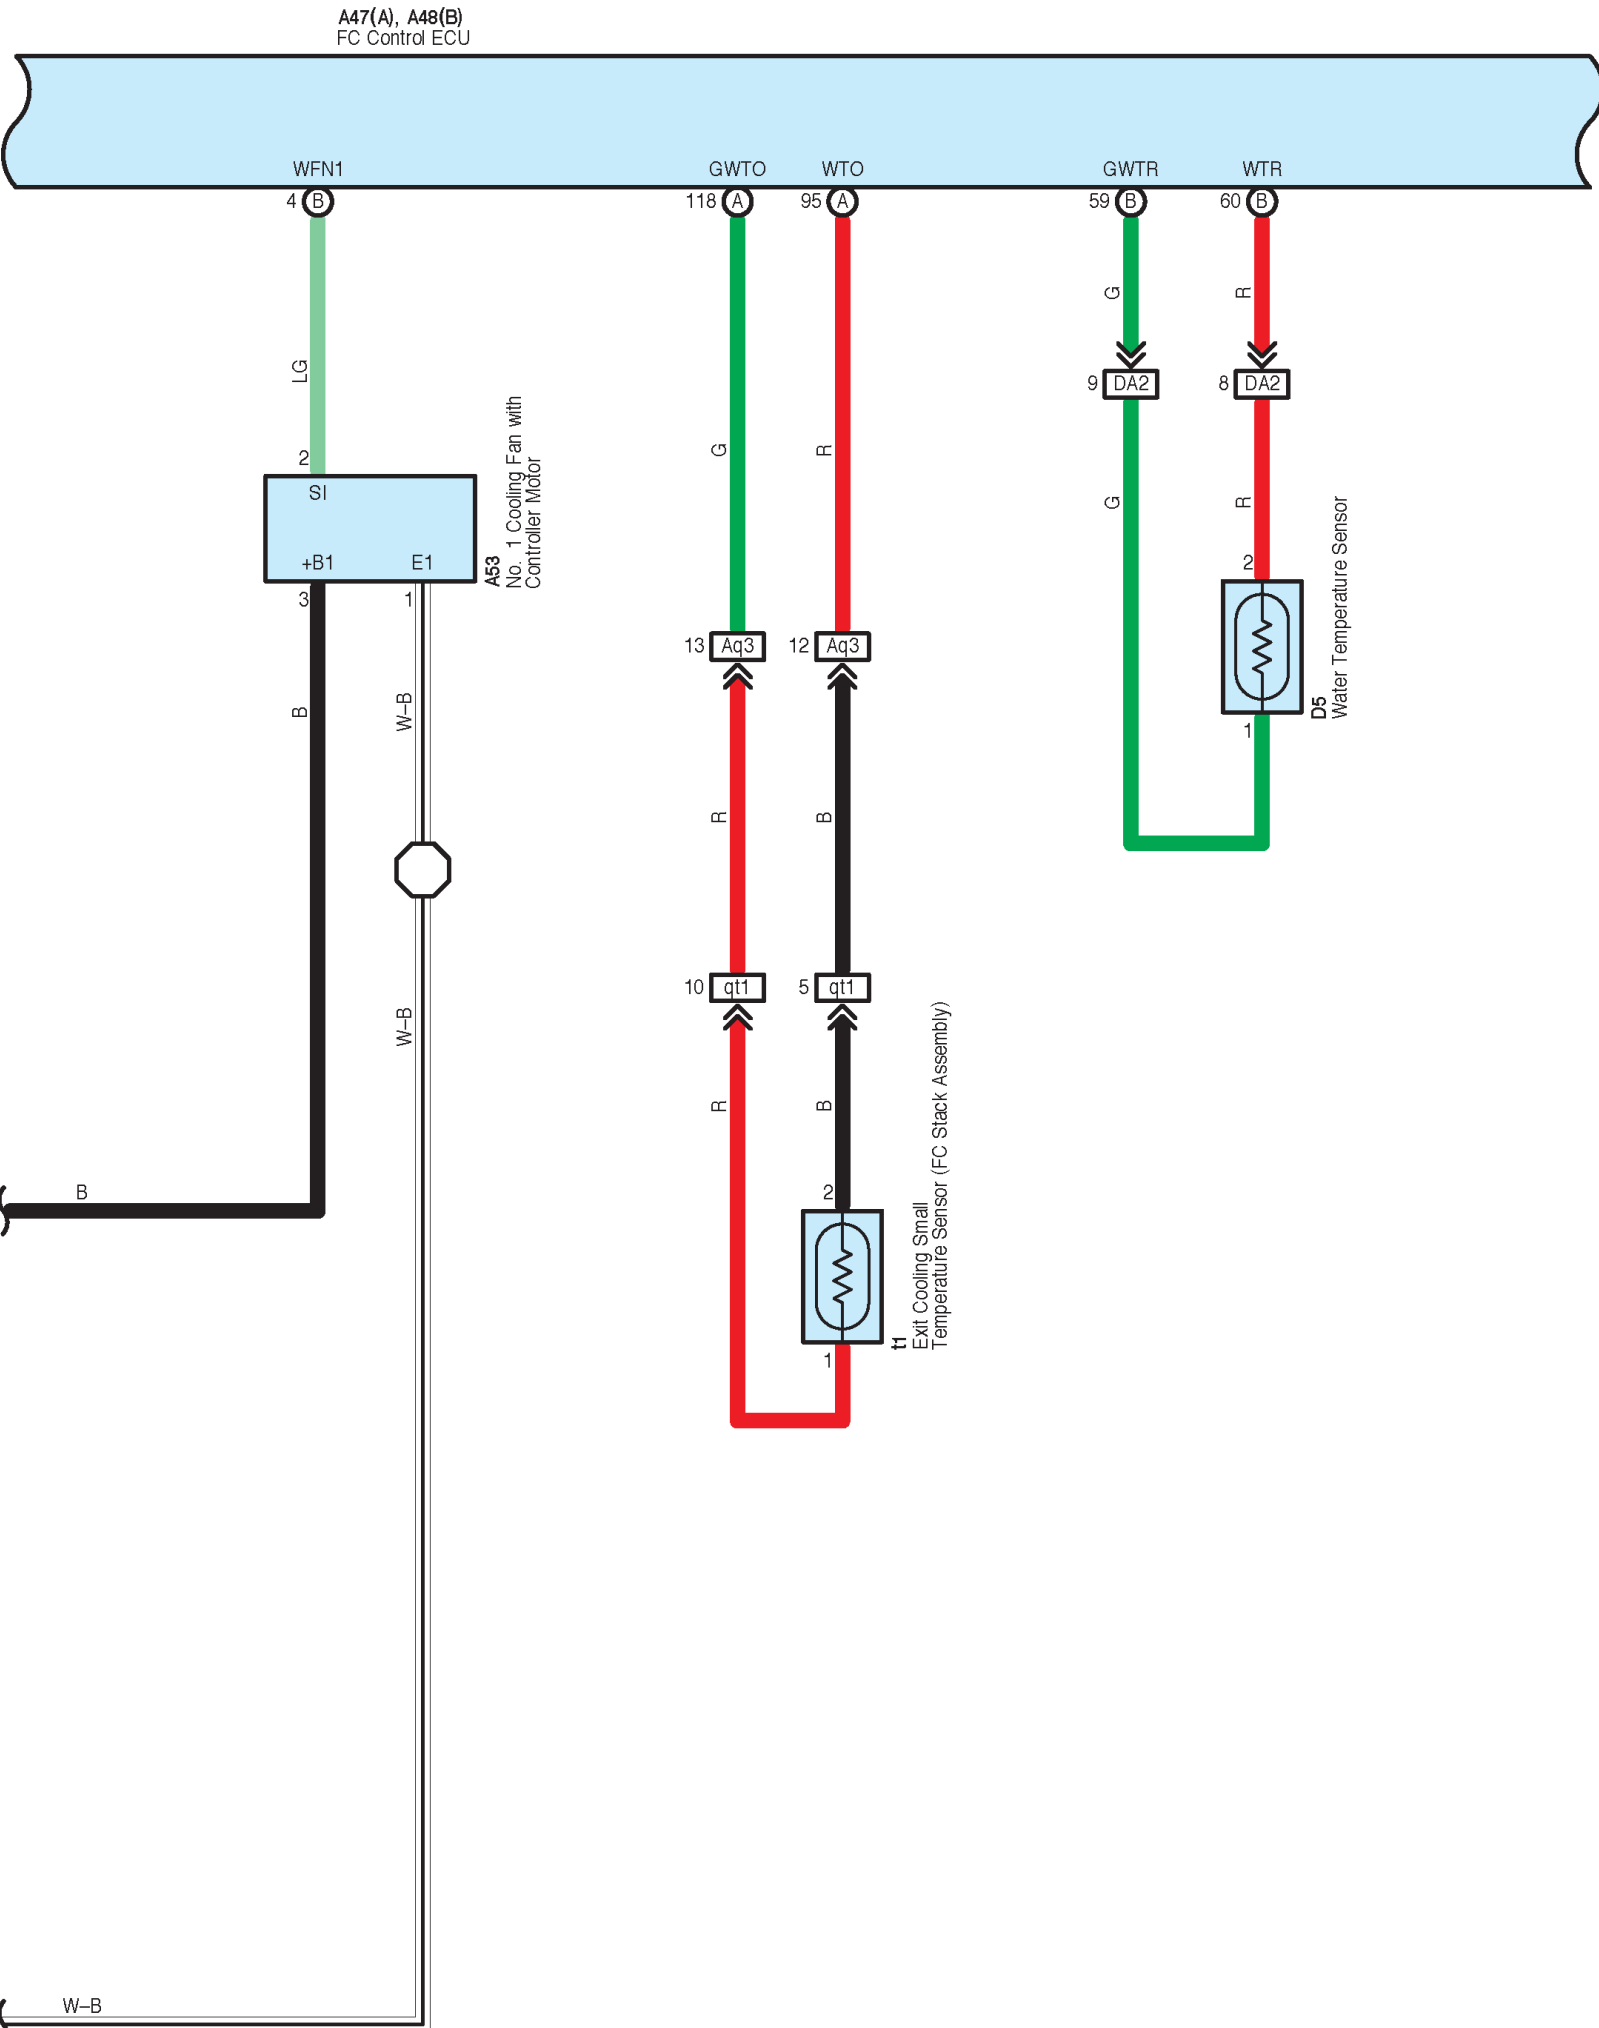 A47(A), A48(B)
FC Control ECU
WFN1
GWTO
WTO
GWTR
WTR
4 B
118 A
95 A
59 B
60 B
LG
G
R
G
R
9 DA2
8 DA2
G
R
2
SI
+B1
E1
3
1
A53
No. 1 Cooling Fan with
Controller Motor
2
1
D5
Water Temperature Sensor
13 Aq3
12 Aq3
B
W-B
R
B
10 qt1
5 qt1
W-B
R
B
B
2
1
t1
Exit Cooling Small
Temperature Sensor (FC Stack Assembly)
W-B